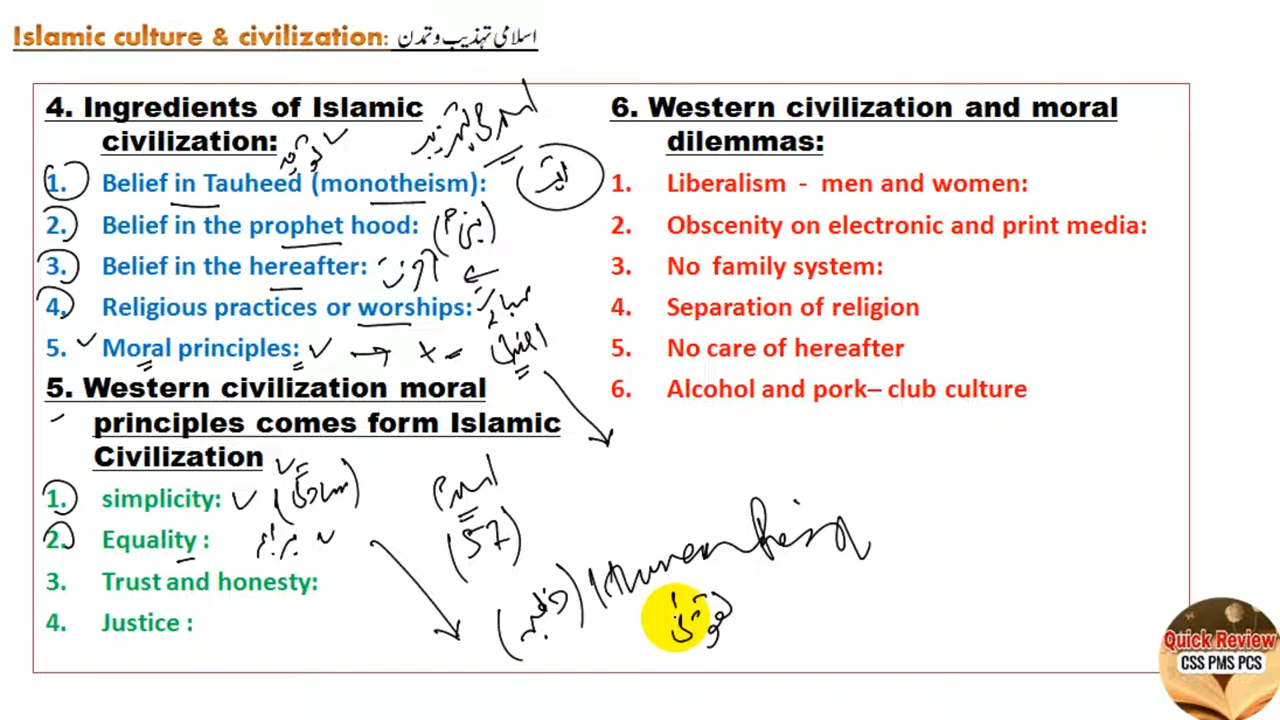 Islamic culture & civilization: اسلامی تہذیب و تمدن
4. Ingredients of Islamic
civilization:
1. Belief in Tauheed (monotheism):
2. Belief in the prophet hood:
3. Belief in the hereafter:
4. Religious practices or worships:
5. Moral principles:
5. Western civilization moral
principles comes form Islamic
Civilization
1. simplicity: (سادگی)
2. Equality : برابری
3. Trust and honesty:
4. Justice :
(57)
6. Western civilization and moral
dilemmas:
1. Liberalism - men and women:
2. Obscenity on electronic and print media:
3. No family system:
4. Separation of religion
5. No care of hereafter
6. Alcohol and pork– club culture
Quick Review
CSS PMS PCS